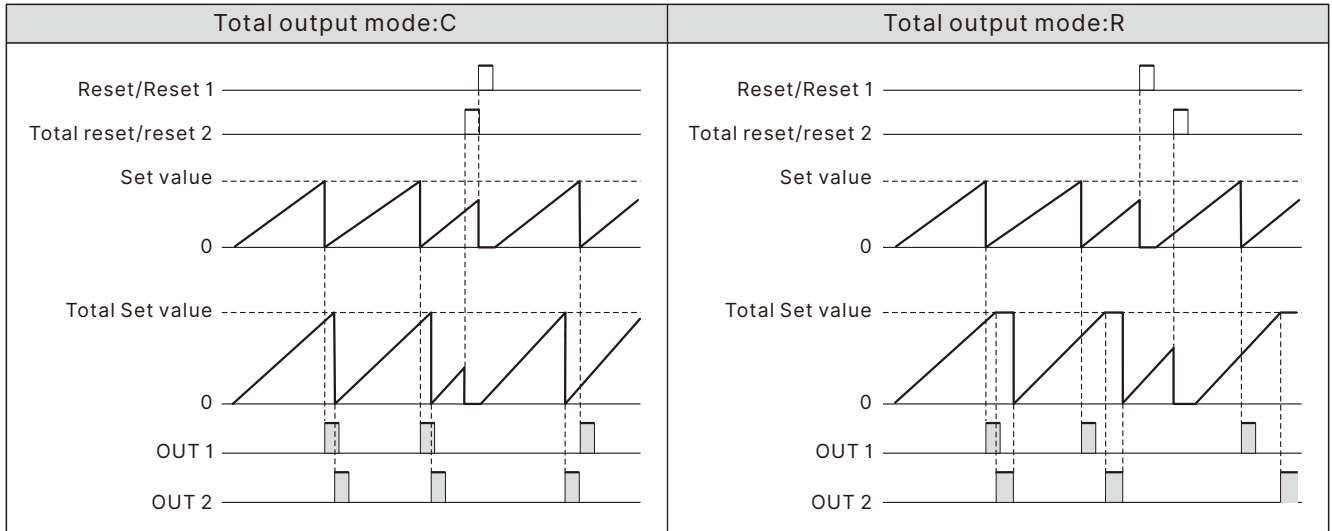 Total output mode:C
Reset/Reset 1
Total reset/reset 2
Set value
0
Total Set value
0
OUT 1
OUT 2
Total output mode:R
Reset/Reset 1
Total reset/reset 2
Set value
0
Total Set value
0
OUT 1
OUT 2